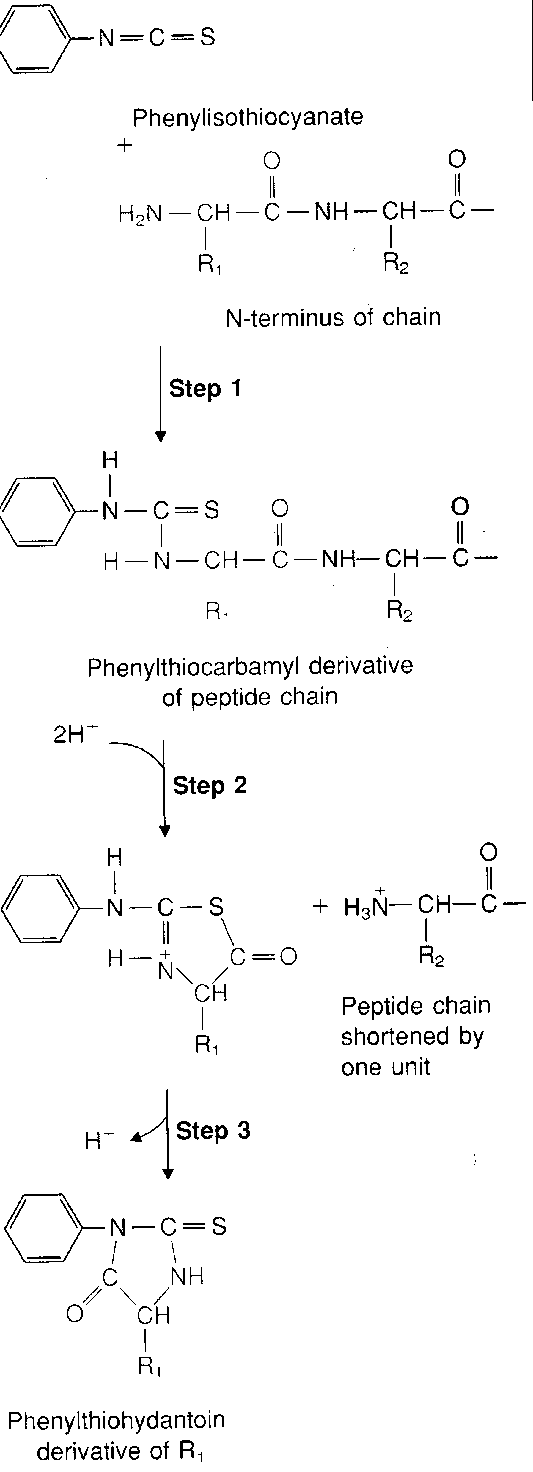 N=C=S
Phenylisothiocyanate
+
O O
H₂N—CH—C—NH—CH—C—
R₁ R₂
N-terminus of chain
Step 1
H
N—C=S O O
H—N—CH—C—NH—CH—C—
R₁ R₂
Phenylthiocarbamyl derivative
of peptide chain
2H⁻
Step 2
H O
N—C—S + H₃N⁺—CH—C—
H—N⁺ C=O
CH R₂
R₁
Peptide chain
shortened by
one unit
H⁻ Step 3
N—C=S
C NH
O CH
R₁
Phenylthiohydantoin
derivative of R₁